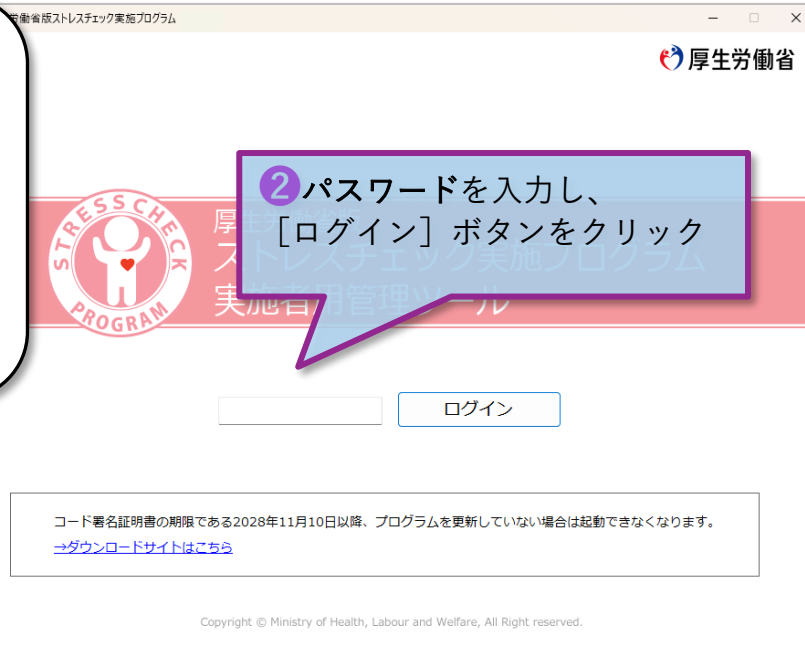 労働省版ストレスチェック実施プログラム
厚生労働省
❷パスワードを入力し、
［ログイン］ボタンをクリック
STRESS CHECK PROGRAM
厚生労働省
ストレスチェック実施プログラム
実施者用管理ツール
ログイン
コード署名証明書の期限である2028年11月10日以降、プログラムを更新していない場合は起動できなくなります。
→ダウンロードサイトはこちら
Copyright © Ministry of Health, Labour and Welfare, All Right reserved.